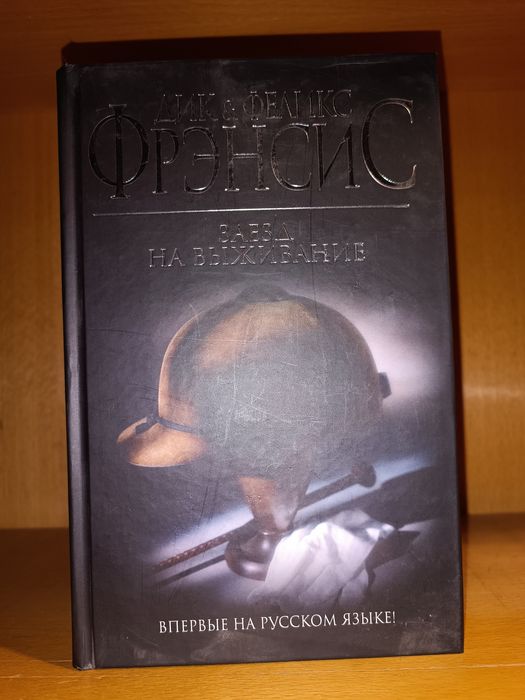 ДИК & ФЕЛИКС
ФРЭНСИС
ЗАЕЗД
НА ВЫЖИВАНИЕ
ВПЕРВЫЕ НА РУССКОМ ЯЗЫКЕ!